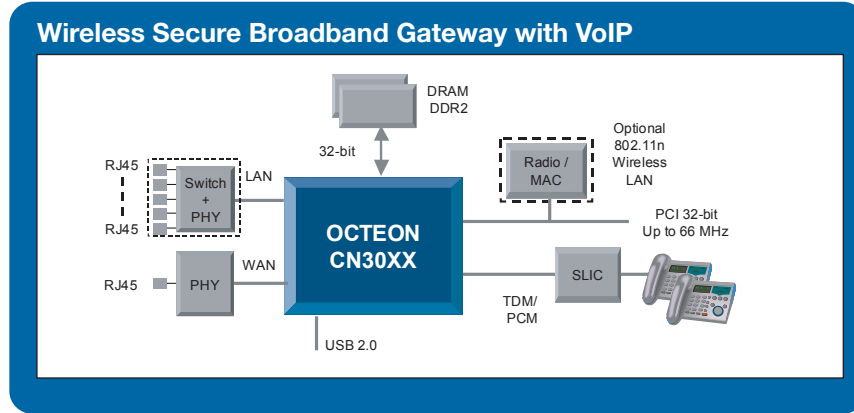 Wireless Secure Broadband Gateway with VoIP
DRAM
DDR2
32-bit
Optional
802.11n
Wireless
LAN
Radio /
MAC
RJ45
RJ45
Switch
+
PHY
LAN
OCTEON
CN30XX
PCI 32-bit
Up to 66 MHz
RJ45
PHY
WAN
SLIC
TDM/
PCM
USB 2.0